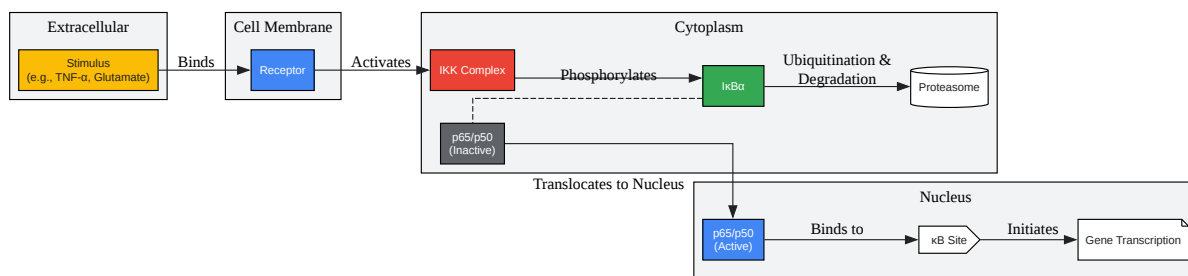 Extracellular
Stimulus
(e.g., TNF-α, Glutamate)
Binds
Cell Membrane
Receptor
Activates
Cytoplasm
IKK Complex
Phosphorylates
IκBα
Ubiquitination &
Degradation
Proteasome
p65/p50
(Inactive)
Translocates to Nucleus
Nucleus
p65/p50
(Active)
Binds to
κB Site
Initiates
Gene Transcription